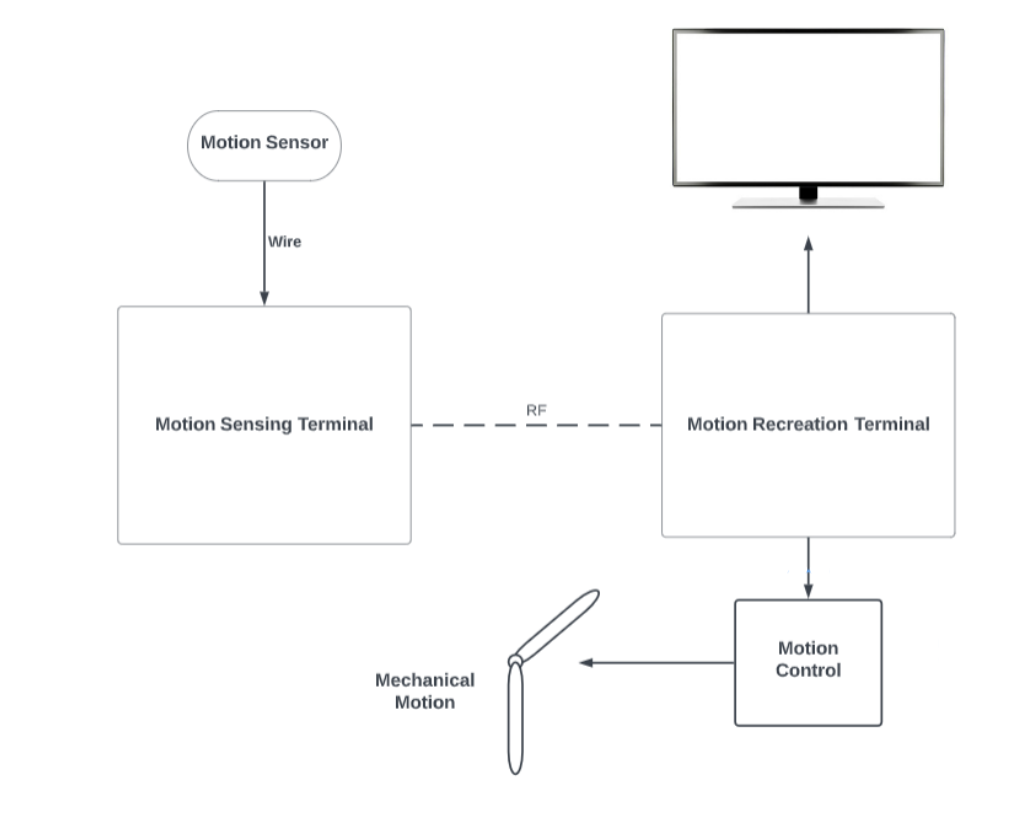 Motion Sensor
Wire
RF
Motion Sensing Terminal
Motion Recreation Terminal
Motion
Control
Mechanical
Motion